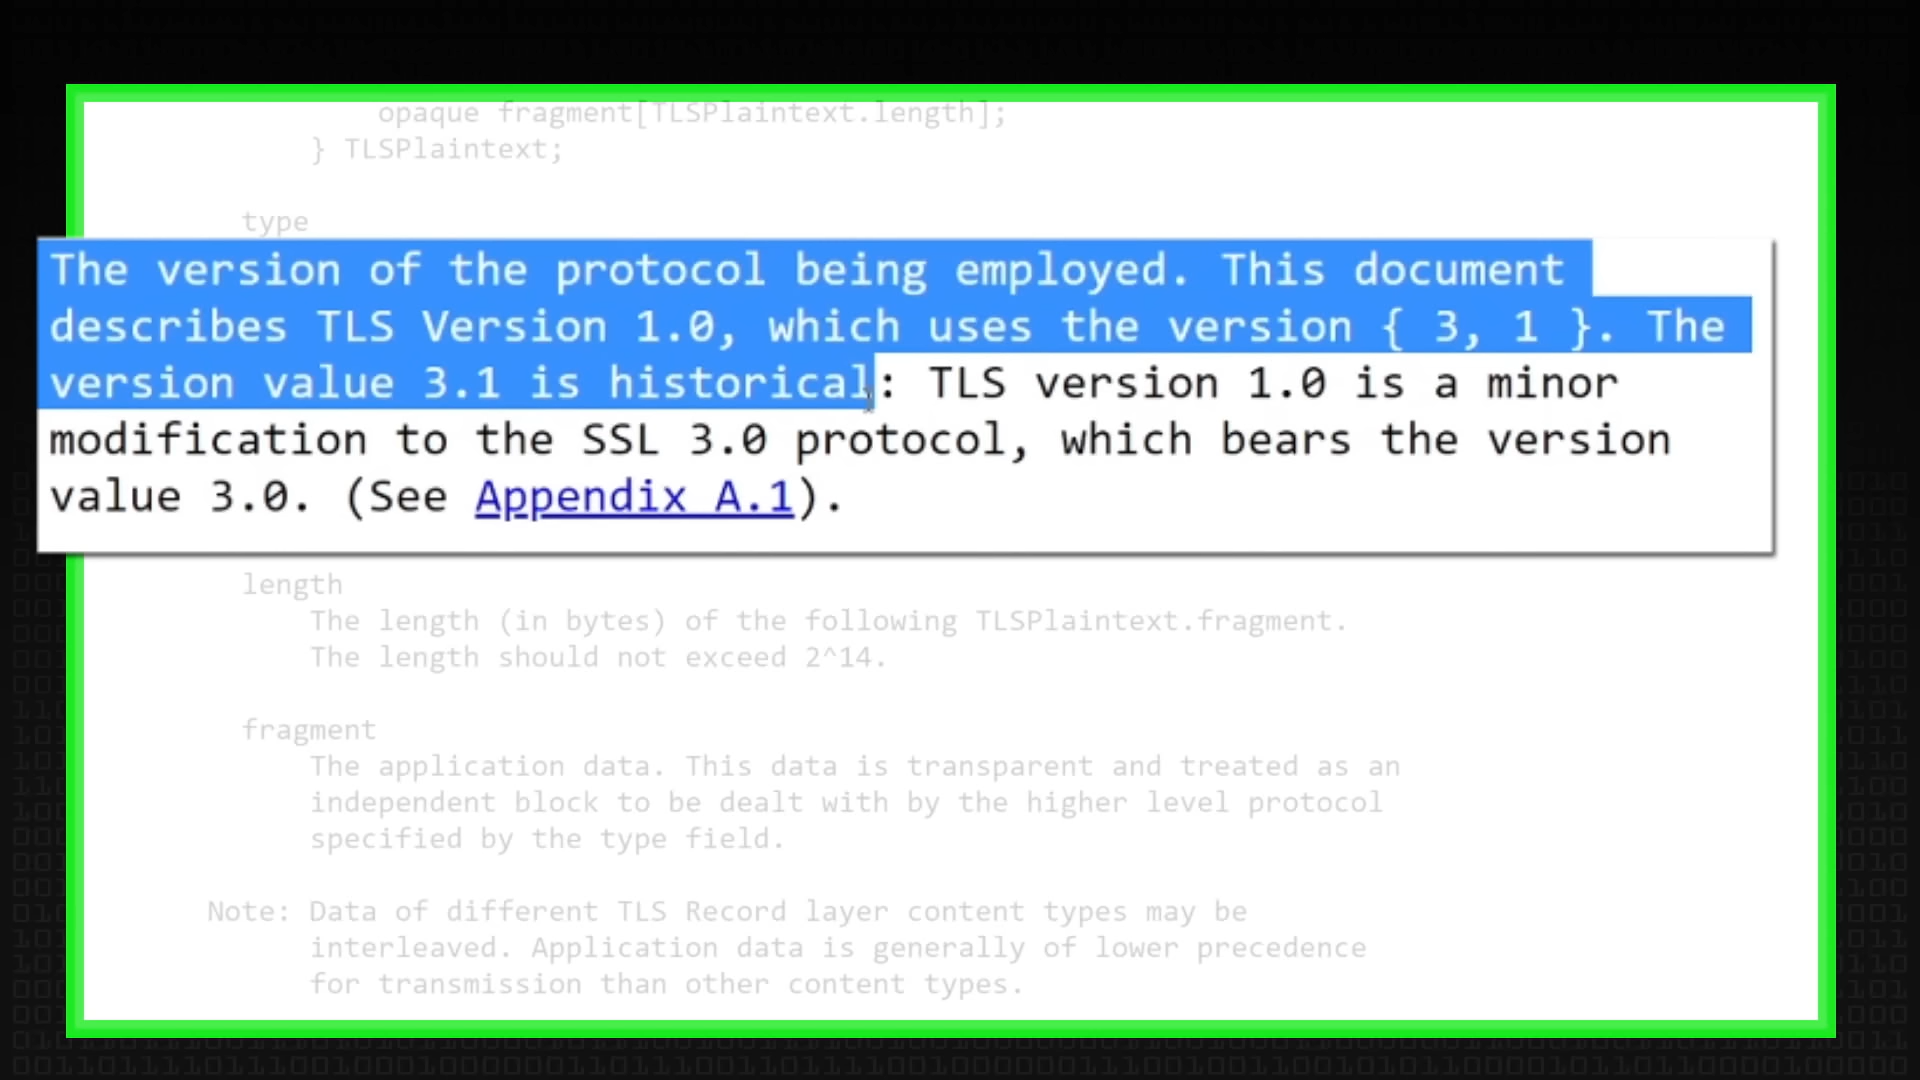 opaque fragment[TLSPlaintext.length];
} TLSPlaintext;
type
The version of the protocol being employed. This document
describes TLS Version 1.0, which uses the version { 3, 1 }. The
version value 3.1 is historical: TLS version 1.0 is a minor
modification to the SSL 3.0 protocol, which bears the version
value 3.0. (See Appendix A.1).
length
The length (in bytes) of the following TLSPlaintext.fragment.
The length should not exceed 2^14.
fragment
The application data. This data is transparent and treated as an
independent block to be dealt with by the higher level protocol
specified by the type field.
Note: Data of different TLS Record layer content types may be
interleaved. Application data is generally of lower precedence
for transmission than other content types.